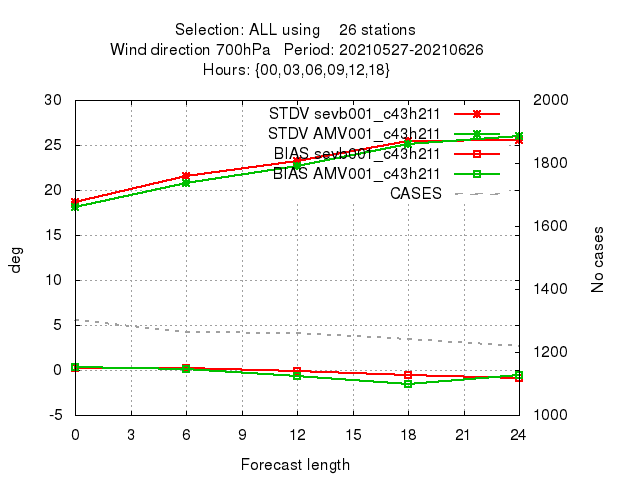 Selection: ALL using    26 stations
Wind direction 700hPa   Period: 20210527-20210626
Hours: {00,03,06,09,12,18}
30
25
20
15
10
5
0
-5
2000
1800
1600
1400
1200
1000
STDV sevb001_c43h211
STDV AMV001_c43h211
BIAS sevb001_c43h211
BIAS AMV001_c43h211
CASES
deg
No cases
0 3 6 9 12 15 18 21 24
Forecast length